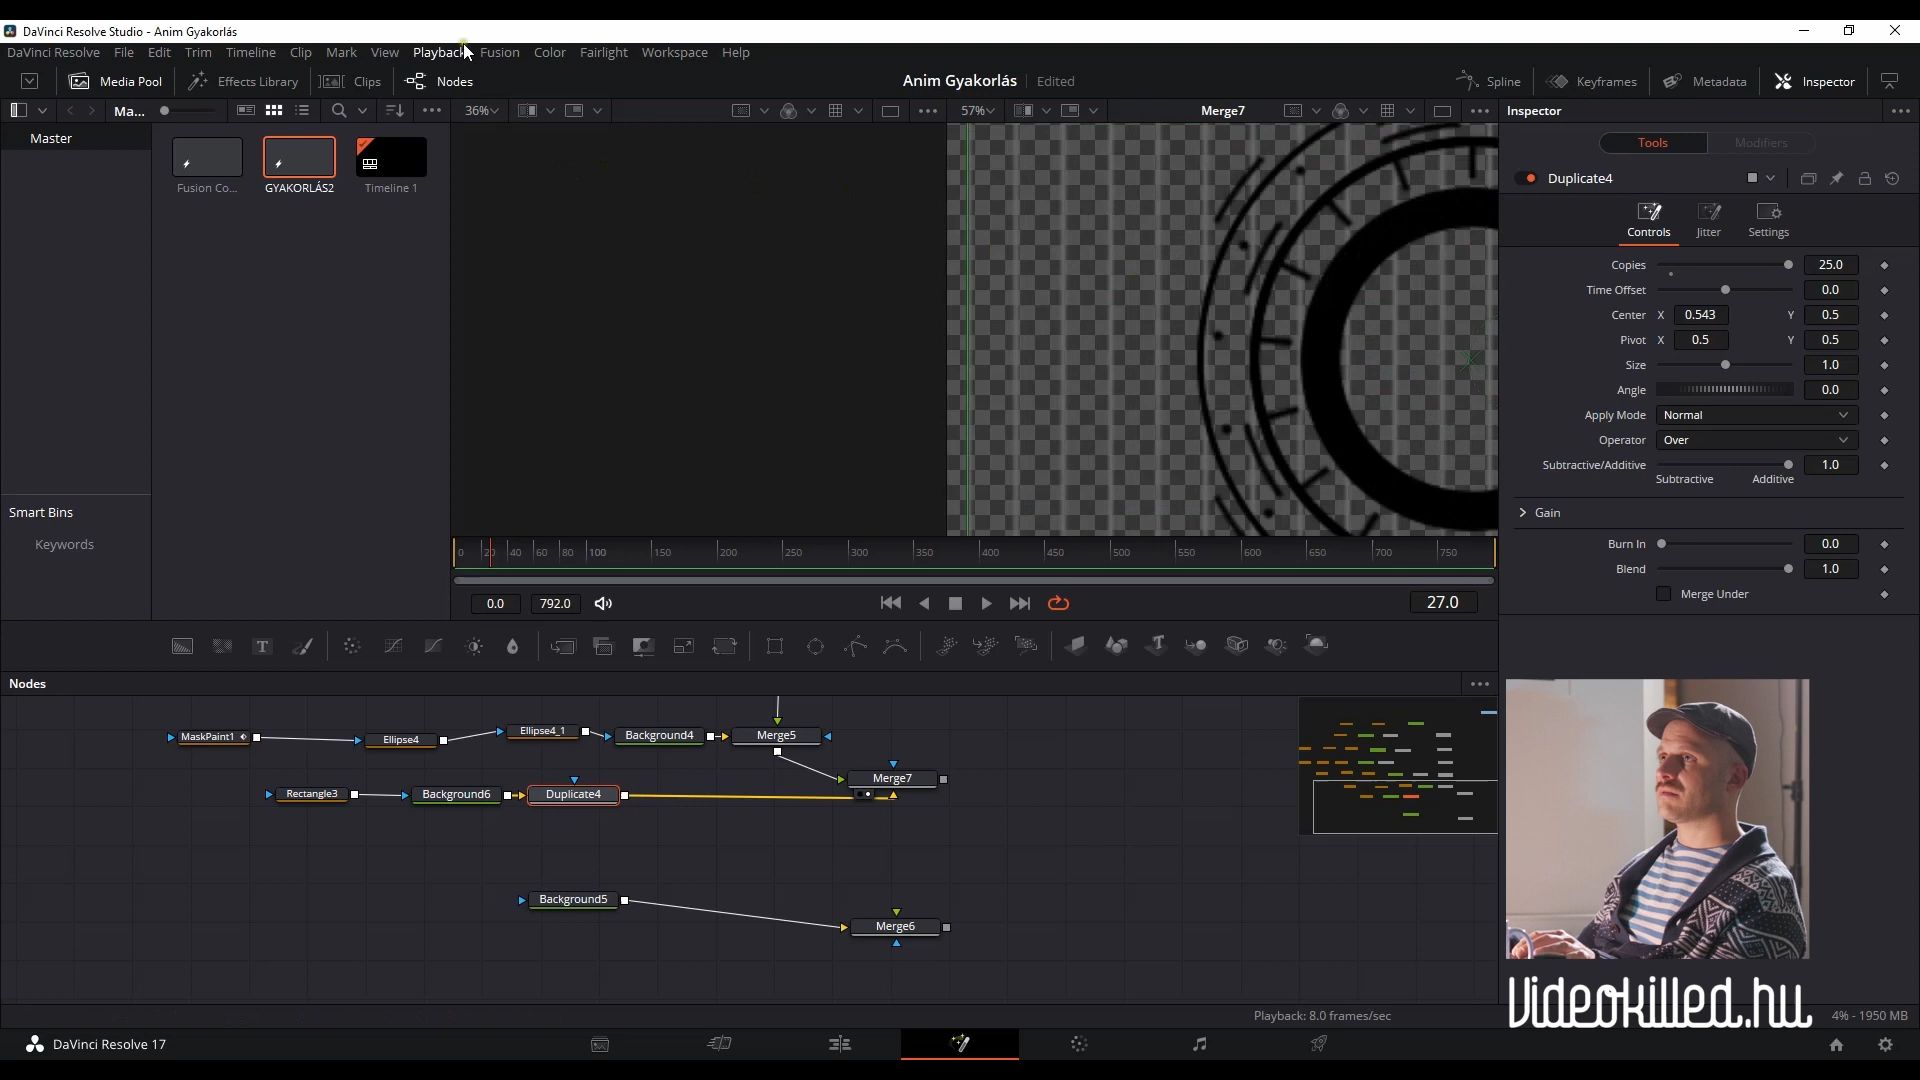 DaVinci Resolve Studio - Anim Gyakorlás
DaVinci Resolve File Edit Trim Timeline Clip Mark View Playback Fusion Color Fairlight Workspace Help
Media Pool Effects Library Clips Nodes Anim Gyakorlás Edited Spline Keyframes Metadata Inspector
Ma... 36% 57% Merge7 Inspector
Master
Fusion Co... GYAKORLÁS2 Timeline 1
Tools Modifiers
Duplicate4
Controls Jitter Settings
Copies 25.0
Time Offset 0.0
Center X 0.543 Y 0.5
Pivot X 0.5 Y 0.5
Size 1.0
Angle 0.0
Apply Mode Normal
Operator Over
Subtractive/Additive 1.0
Subtractive Additive
Gain
Burn In 0.0
Blend 1.0
Merge Under
Smart Bins
Keywords
0 20 40 60 80 100 150 200 250 300 350 400 450 500 550 600 650 700 750
0.0 792.0 27.0
Nodes
MaskPaint1 Ellipse4 Ellipse4_1 Background4 Merge5
Merge7
Rectangle3 Background6 Duplicate4
Background5
Merge6
Videokilled.hu
Playback: 8.0 frames/sec 4% - 1950 MB
DaVinci Resolve 17